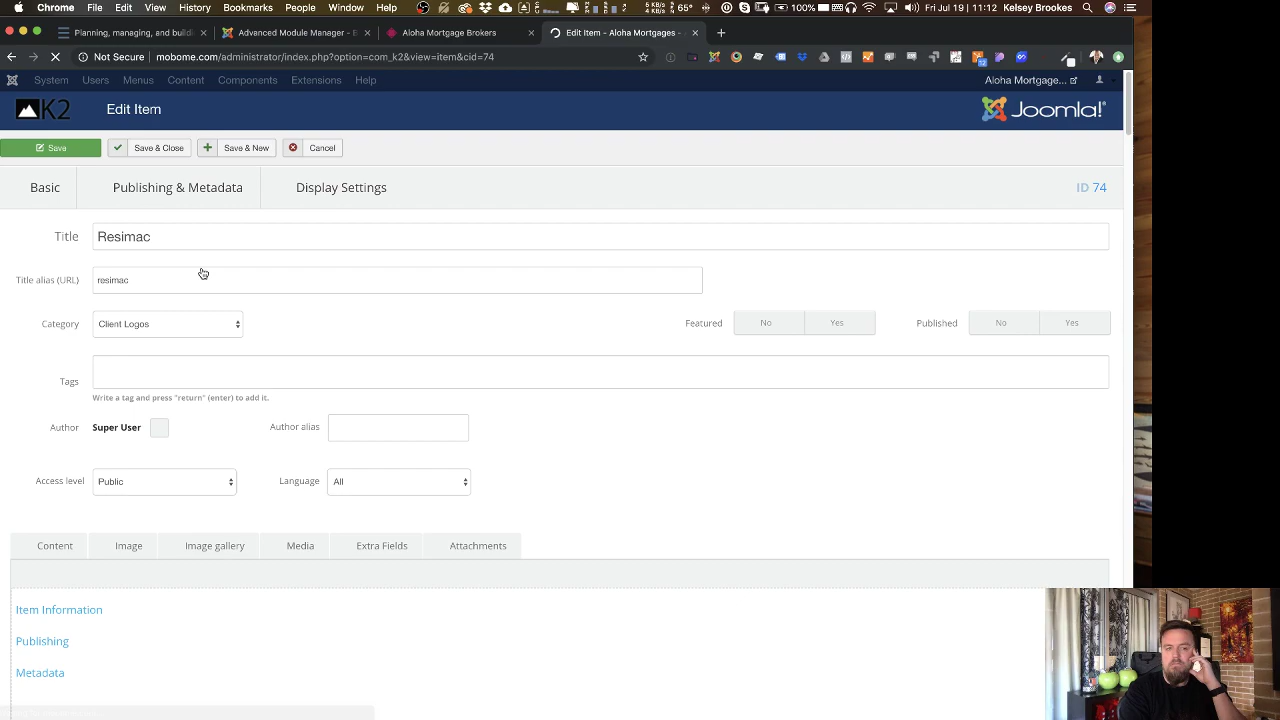 Chrome File Edit View History Bookmarks People Window Help 100% Fri Jul 19 11:12 Kelsey Brookes
Planning, managing, and buildi × Advanced Module Manager - E × Aloha Mortgage Brokers × Edit Item - Aloha Mortgages - ×
Not Secure mobome.com/administrator/index.php?option=com_k2&view=item&cid=74
System Users Menus Content Components Extensions Help Aloha Mortgage...
K2 Edit Item Joomla!
Save Save & Close Save & New Cancel
Basic Publishing & Metadata Display Settings ID 74
Title Resimac
Title alias (URL) resimac
Category Client Logos Featured No Yes Published No Yes
Tags
Write a tag and press "return" (enter) to add it.
Author Super User Author alias
Access level Public Language All
Content Image Image gallery Media Extra Fields Attachments
Item Information
Publishing
Metadata